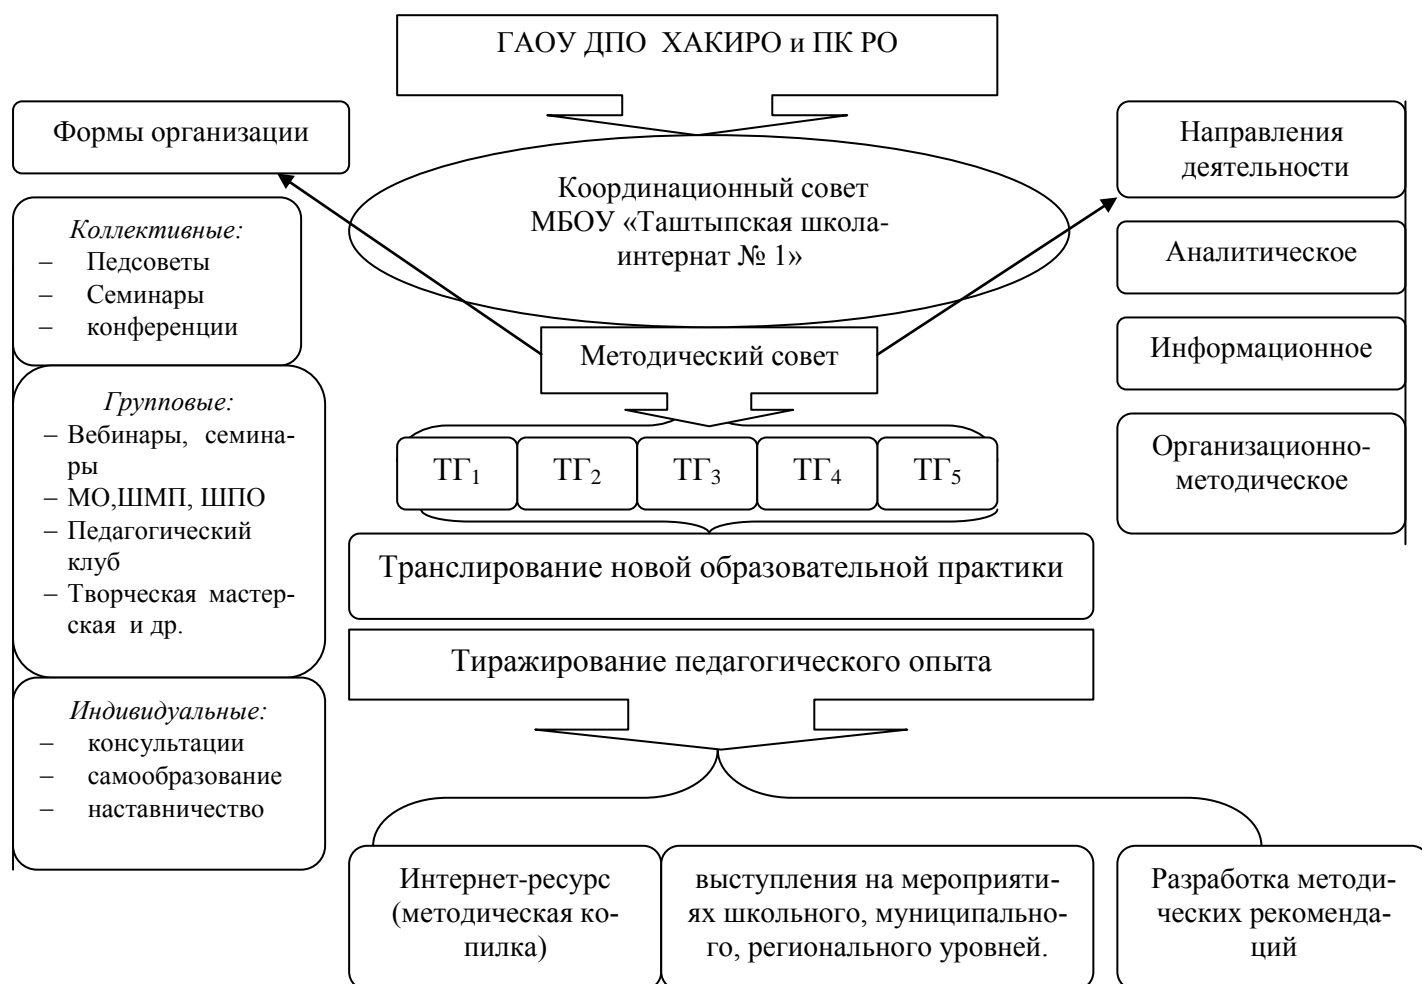 ГАОУ ДПО ХАКИРО и ПК РО
Формы организации
Коллективные:
– Педсоветы
– Семинары
– конференции
Групповые:
– Вебинары, семина-
ры
– МО,ШМП, ШПО
– Педагогический
клуб
– Творческая мастер-
ская и др.
Индивидуальные:
– консультации
– самообразование
– наставничество
Координационный совет
МБОУ «Таштыпская школа-
интернат № 1»
Методический совет
ТГ1 ТГ2 ТГ3 ТГ4 ТГ5
Транслирование новой образовательной практики
Тиражирование педагогического опыта
Направления
деятельности
Аналитическое
Информационное
Организационно-
методическое
Интернет-ресурс
(методическая ко-
пилка)
выступления на мероприяти-
ях школьного, муниципально-
го, регионального уровней.
Разработка методи-
ческих рекоменда-
ций